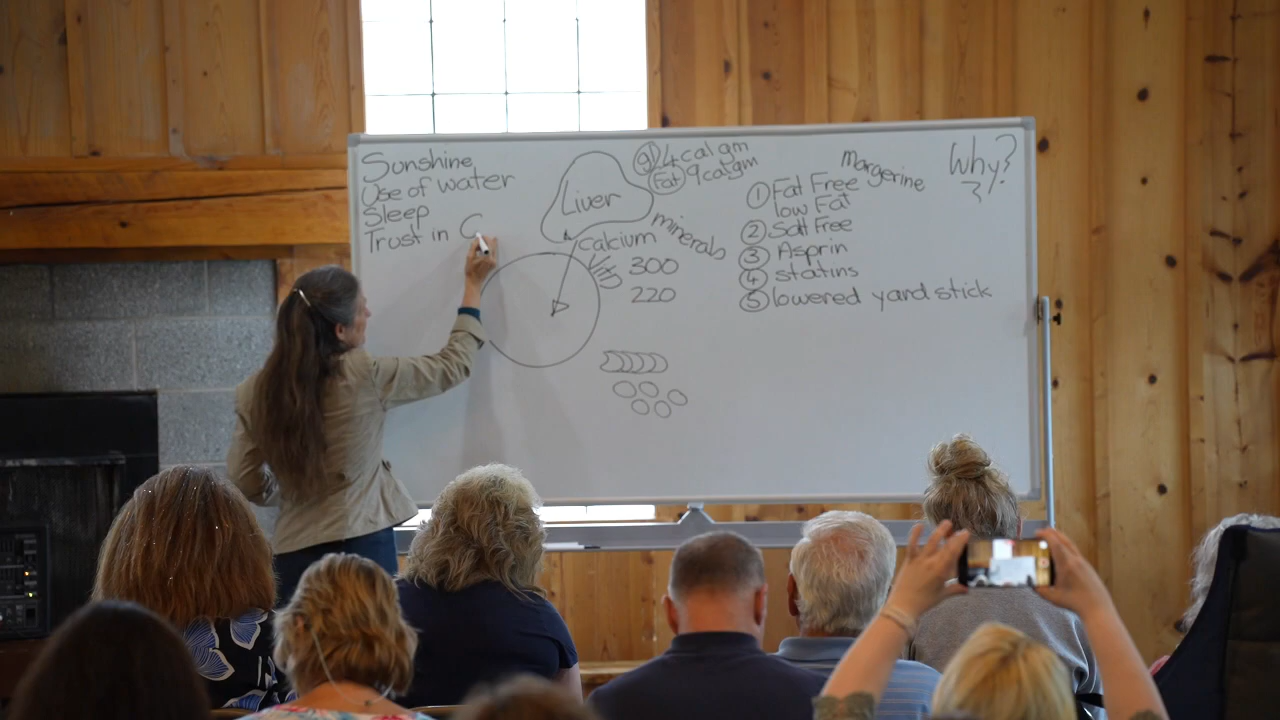 Sunshine
Use of water
Sleep
Trust in G
Liver
gl 4 cal gm
Fat 9 cal gm
minerals
calcium
300
220
Margerine
1 Fat Free
low Fat
2 Salt Free
3 Asprin
4 statins
5 lowered yard stick
Why?